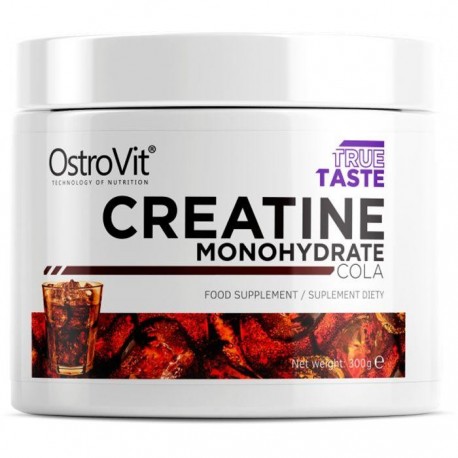 OstroVit®
TECHNOLOGY OF NUTRITION
TRUE
TASTE
CREATINE
MONOHYDRATE
COLA
FOOD SUPPLEMENT / SUPLEMENT DIETY
Net weight: 300g e